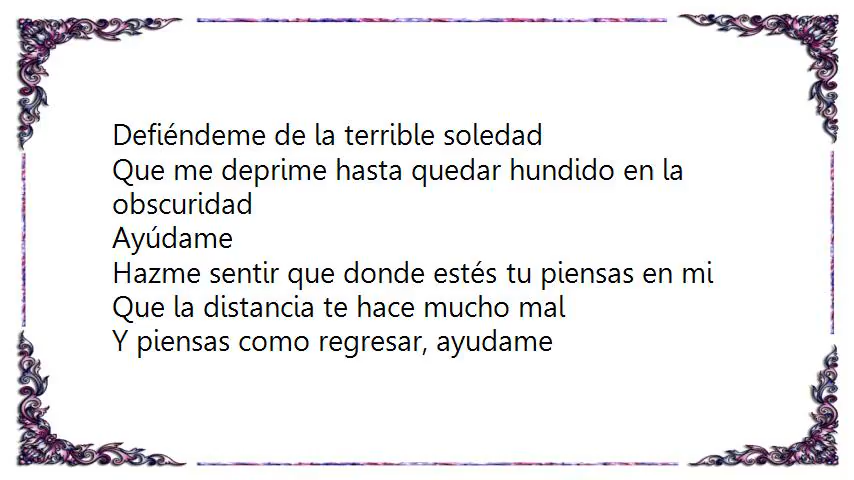 Defiéndeme de la terrible soledad
Que me deprime hasta quedar hundido en la
obscuridad
Ayúdame
Hazme sentir que donde estés tu piensas en mi
Que la distancia te hace mucho mal
Y piensas como regresar, ayudame